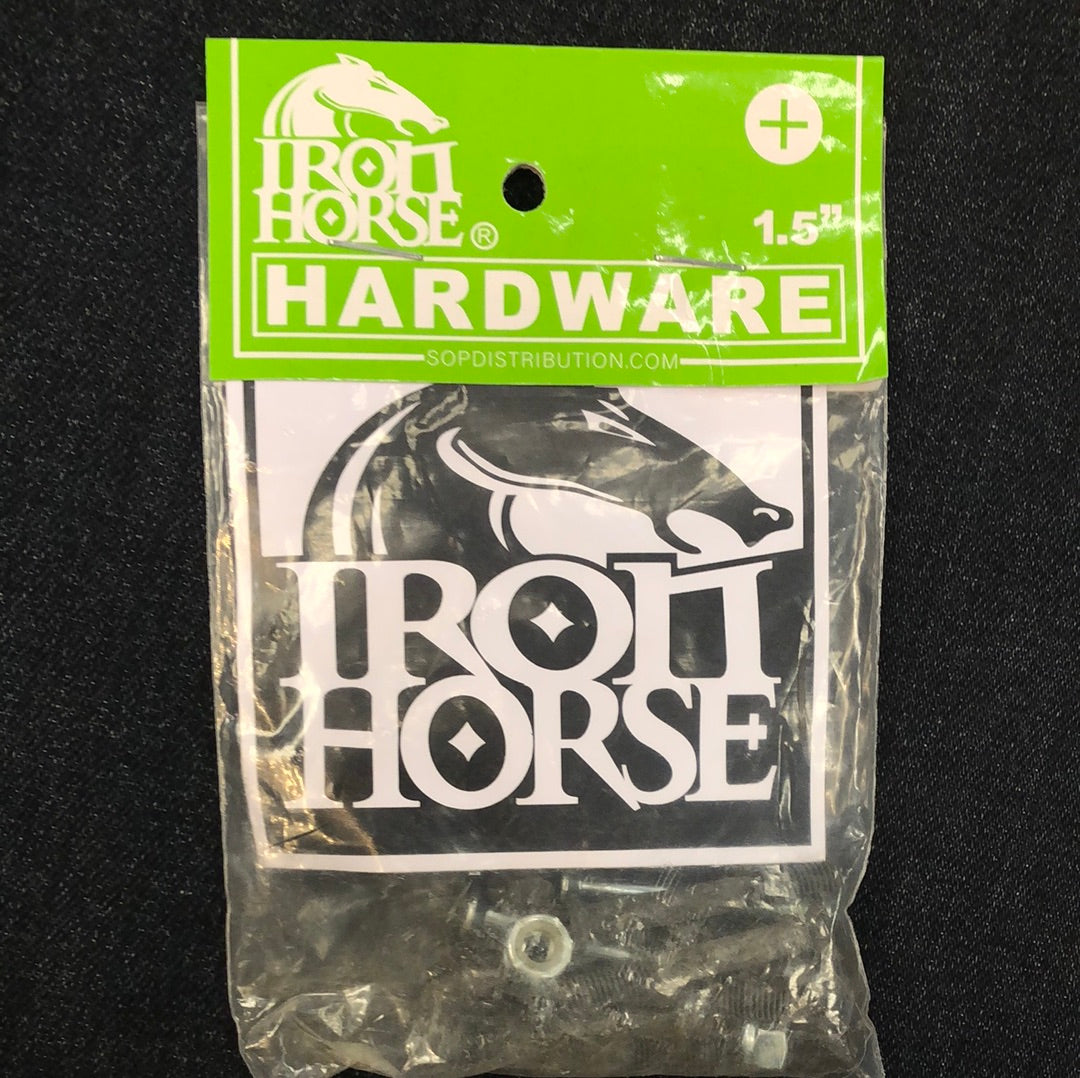 IRON
HORSE®
1.5”
HARDWARE
SOPDISTRIBUTION.COM
IRON
HORSE